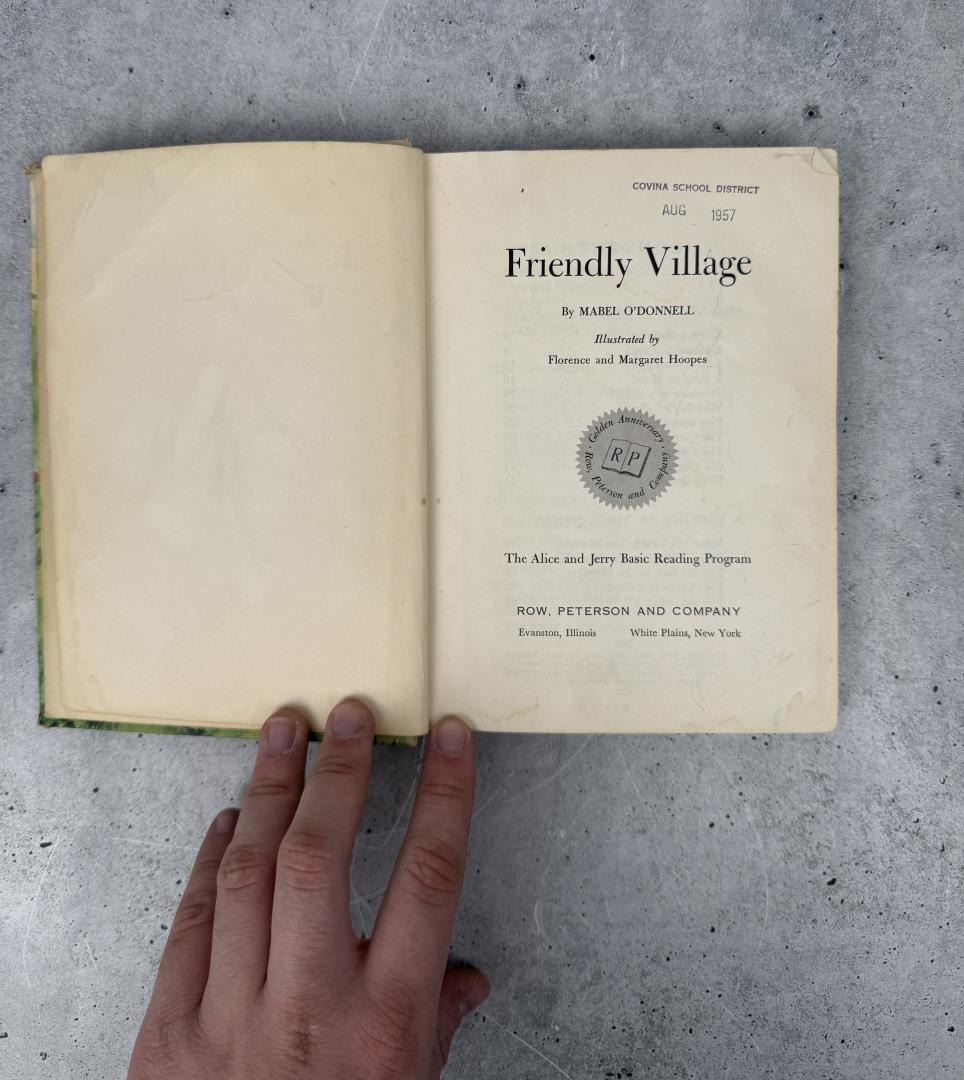 COVINA SCHOOL DISTRICT
AUG 1957
Friendly Village
By MABEL O'DONNELL
Illustrated by
Florence and Margaret Hoopes
Golden Anniversary
RP
Row, Peterson and Company
The Alice and Jerry Basic Reading Program
ROW, PETERSON AND COMPANY
Evanston, Illinois White Plains, New York